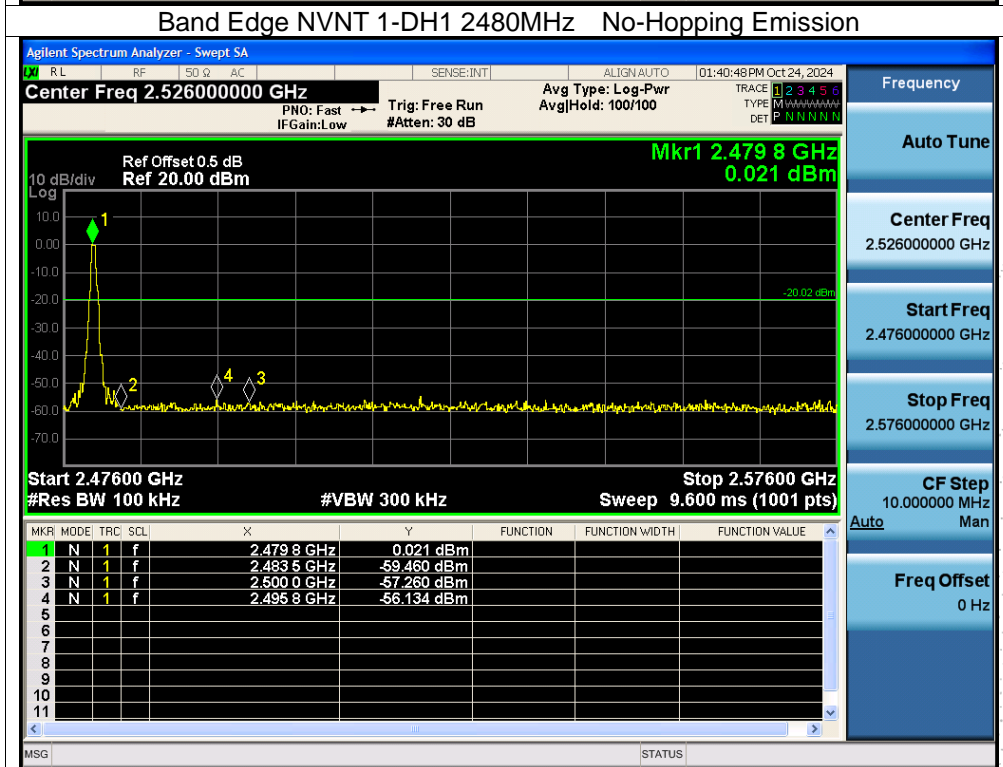 Band Edge NVNT 1-DH1 2480MHz No-Hopping Emission
Agilent Spectrum Analyzer - Swept SA
LXI RL RF 50 Ω AC SENSE:INT ALIGN AUTO 01:40:48 PM Oct 24, 2024
Center Freq 2.526000000 GHz
PNO: Fast
IFGain:Low
Trig: Free Run
#Atten: 30 dB
Avg Type: Log-Pwr
Avg|Hold: 100/100
TRACE 1 2 3 4 5 6
TYPE M W W W W W
DET P N N N N N
Ref Offset 0.5 dB
Ref 20.00 dBm
10 dB/div
Log
Mkr1 2.479 8 GHz
0.021 dBm
10.0
0.00
-10.0
-20.0
-30.0
-40.0
-50.0
-60.0
-70.0
1
2
4
3
-20.02 dBm
Start 2.47600 GHz
Stop 2.57600 GHz
#Res BW 100 kHz
#VBW 300 kHz
Sweep 9.600 ms (1001 pts)
MKR MODE TRC SCL X Y FUNCTION FUNCTION WIDTH FUNCTION VALUE
1 N 1 f 2.479 8 GHz 0.021 dBm
2 N 1 f 2.483 5 GHz -59.460 dBm
3 N 1 f 2.500 0 GHz -57.260 dBm
4 N 1 f 2.495 8 GHz -56.134 dBm
5
6
7
8
9
10
11
MSG
STATUS
Frequency
Auto Tune
Center Freq
2.526000000 GHz
Start Freq
2.476000000 GHz
Stop Freq
2.576000000 GHz
CF Step
10.000000 MHz
Auto Man
Freq Offset
0 Hz